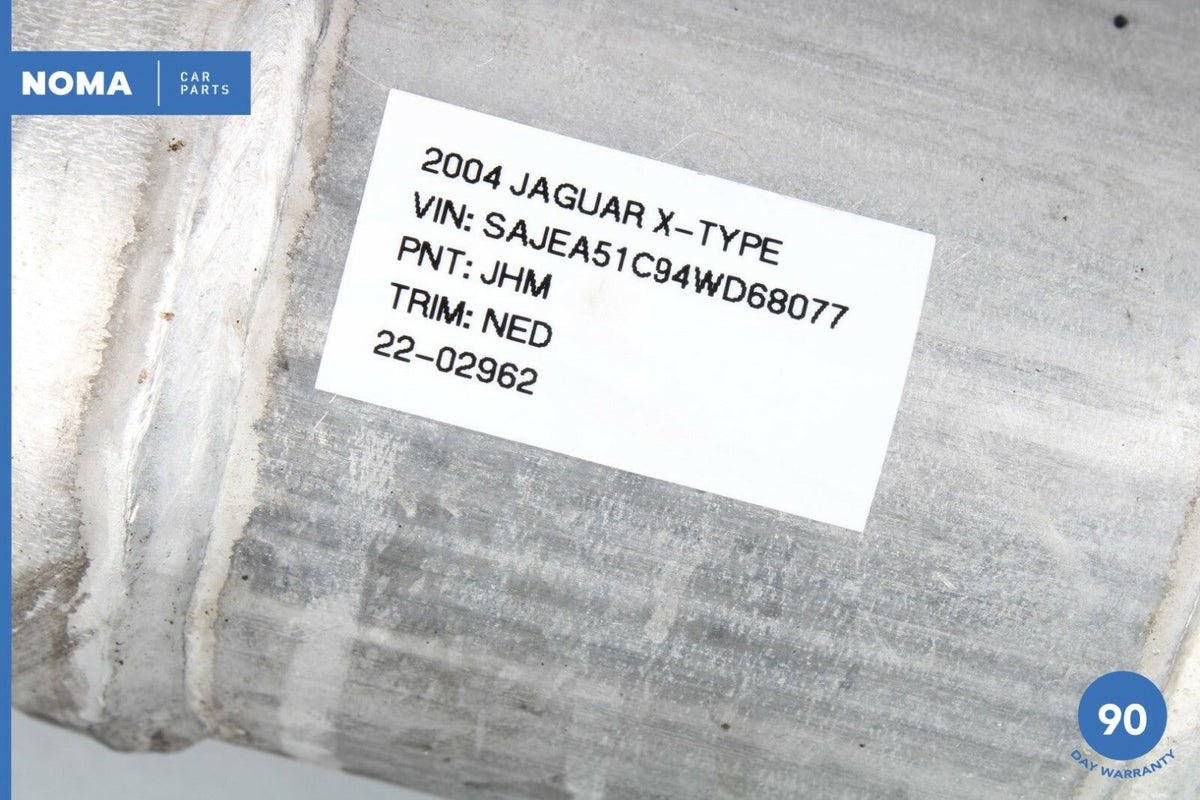 NOMA
CAR
PARTS
2004 JAGUAR X-TYPE
VIN: SAJEA51C94WD68077
PNT: JHM
TRIM: NED
22-02962
90
DAY WARRANTY